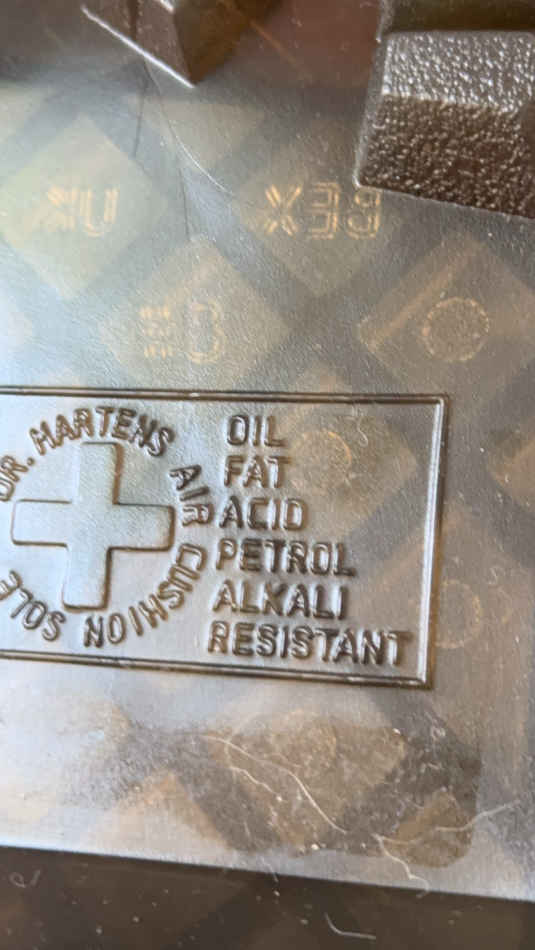 DR. MARTENS AIR CUSHION SOLE
OIL
FAT
ACID
PETROL
ALKALI
RESISTANT